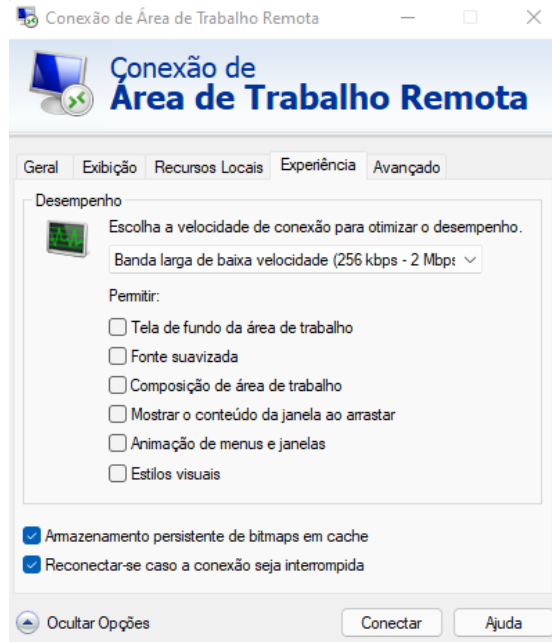 Conexão de Área de Trabalho Remota
Conexão de
Área de Trabalho Remota
Geral Exibição Recursos Locais Experiência Avançado
Desempenho
Escolha a velocidade de conexão para otimizar o desempenho.
Banda larga de baixa velocidade (256 kbps - 2 Mbps
Permitir:
Tela de fundo da área de trabalho
Fonte suavizada
Composição de área de trabalho
Mostrar o conteúdo da janela ao arrastar
Animação de menus e janelas
Estilos visuais
Armazenamento persistente de bitmaps em cache
Reconectar-se caso a conexão seja interrompida
Ocultar Opções Conectar Ajuda